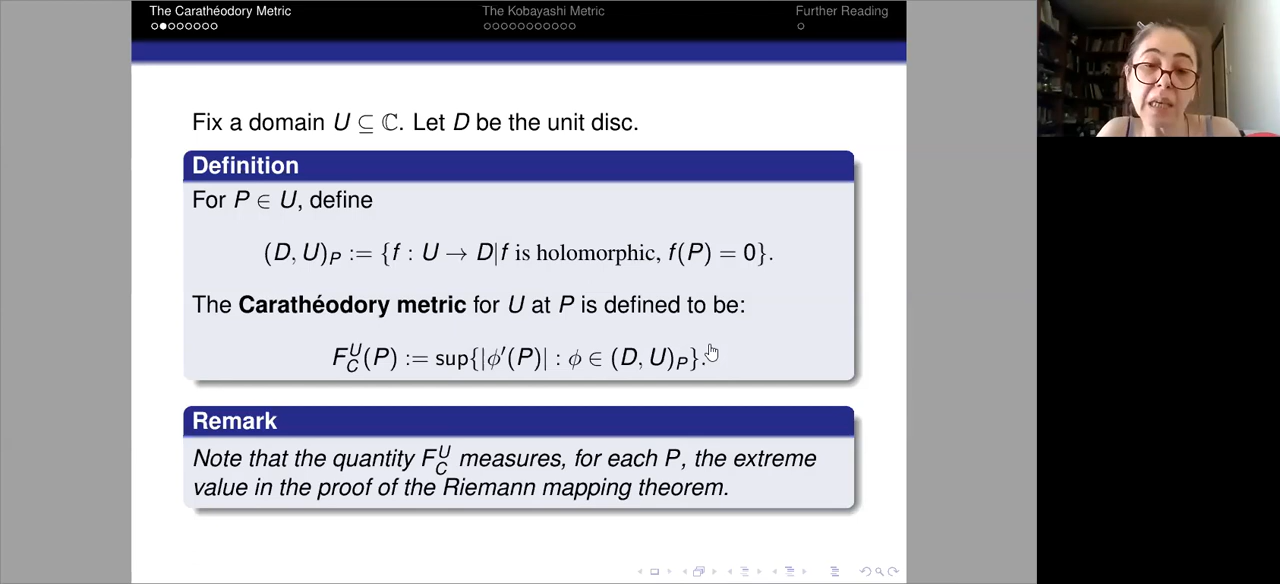 The Carathéodory Metric
The Kobayashi Metric
Further Reading
Fix a domain U ⊆ ℂ. Let D be the unit disc.
Definition
For P ∈ U, define
(D, U)_P := {f : U → D|f is holomorphic, f(P) = 0}.
The Carathéodory metric for U at P is defined to be:
F_C^U(P) := sup{|ϕ′(P)| : ϕ ∈ (D, U)_P}.
Remark
Note that the quantity F_C^U measures, for each P, the extreme
value in the proof of the Riemann mapping theorem.